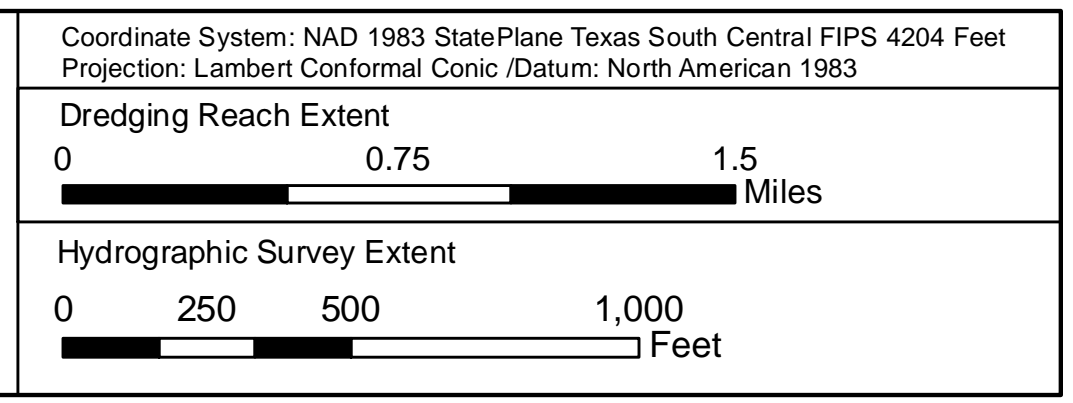 Coordinate System: NAD 1983 StatePlane Texas South Central FIPS 4204 Feet
Projection: Lambert Conformal Conic /Datum: North American 1983
Dredging Reach Extent
0 0.75 1.5
Miles
Hydrographic Survey Extent
0 250 500 1,000
Feet